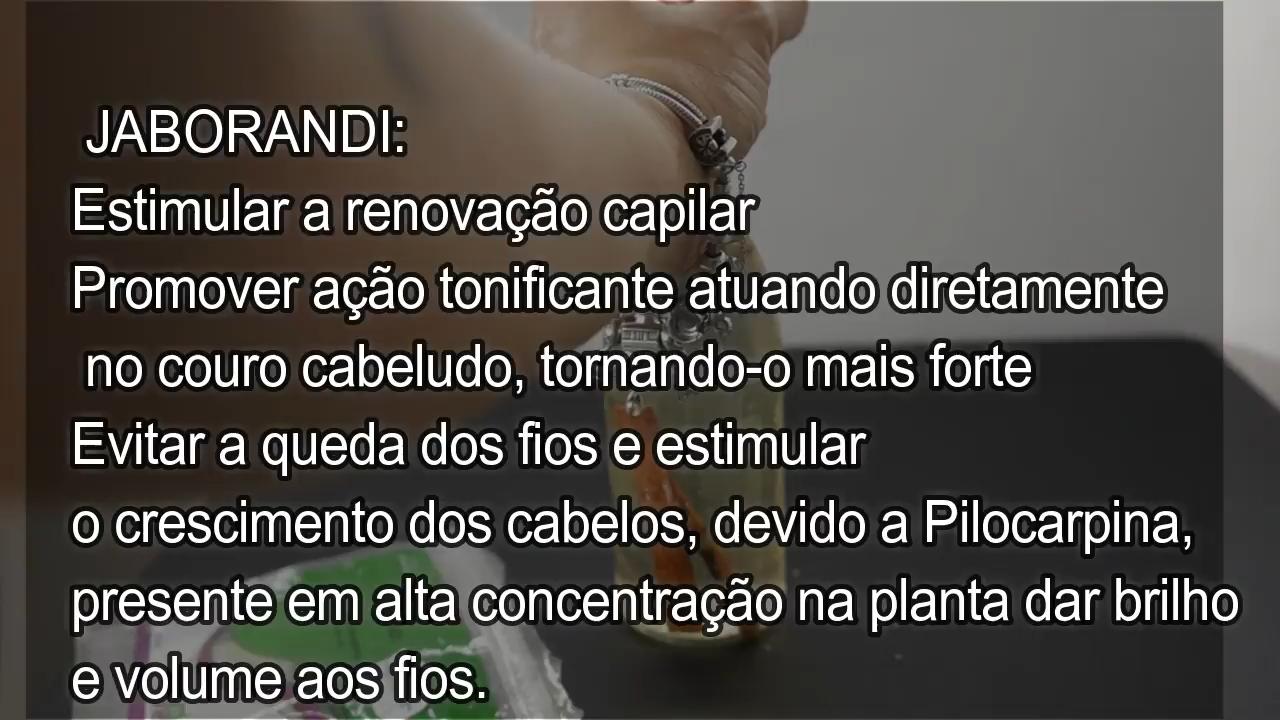 JABORANDI:
Estimular a renovação capilar
Promover ação tonificante atuando diretamente
no couro cabeludo, tornando-o mais forte
Evitar a queda dos fios e estimular
o crescimento dos cabelos, devido a Pilocarpina,
presente em alta concentração na planta dar brilho
e volume aos fios.